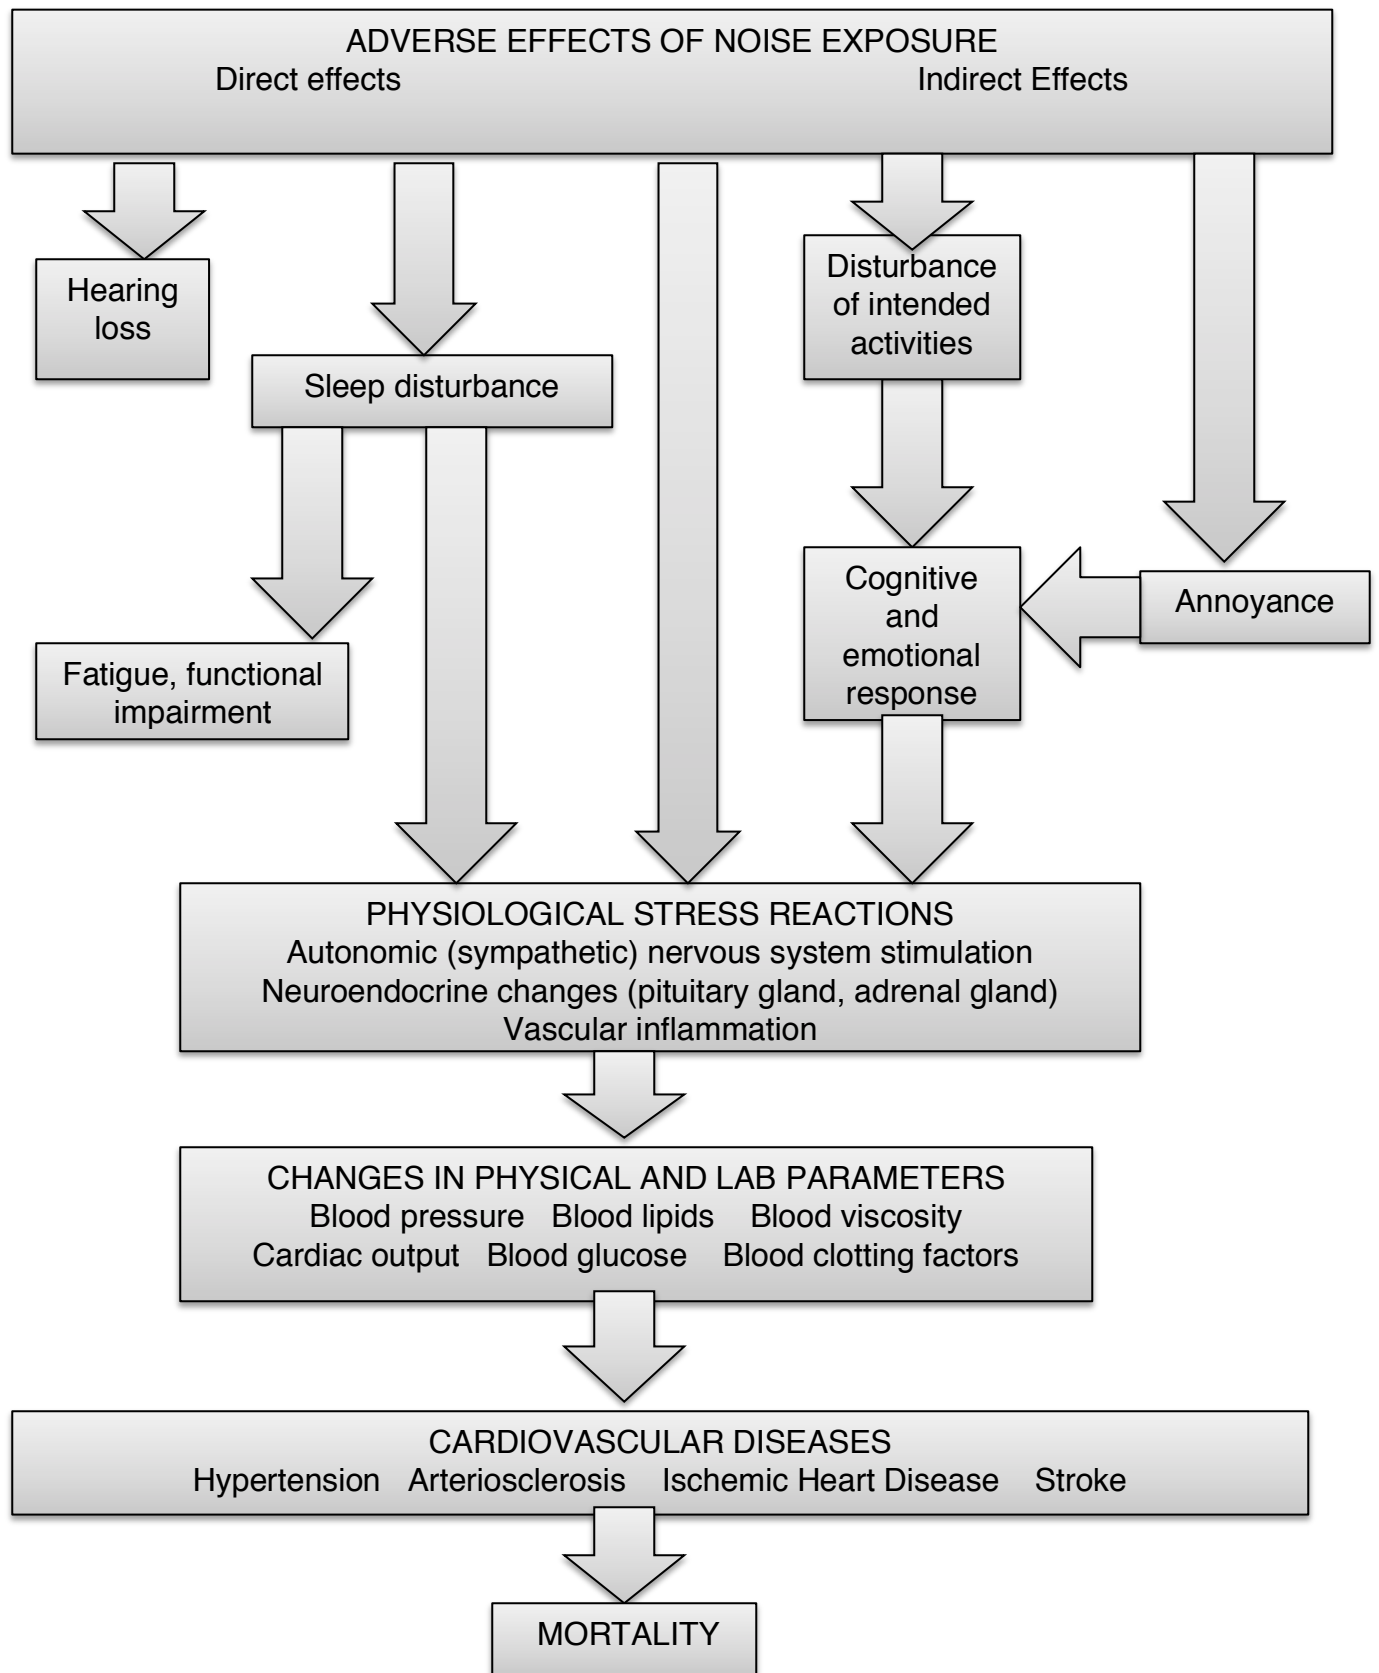 ADVERSE EFFECTS OF NOISE EXPOSURE
Direct effects Indirect Effects
Hearing
loss
Sleep disturbance
Disturbance
of intended
activities
Fatigue, functional
impairment
Cognitive
and
emotional
response
Annoyance
PHYSIOLOGICAL STRESS REACTIONS
Autonomic (sympathetic) nervous system stimulation
Neuroendocrine changes (pituitary gland, adrenal gland)
Vascular inflammation
CHANGES IN PHYSICAL AND LAB PARAMETERS
Blood pressure Blood lipids Blood viscosity
Cardiac output Blood glucose Blood clotting factors
CARDIOVASCULAR DISEASES
Hypertension Arteriosclerosis Ischemic Heart Disease Stroke
MORTALITY